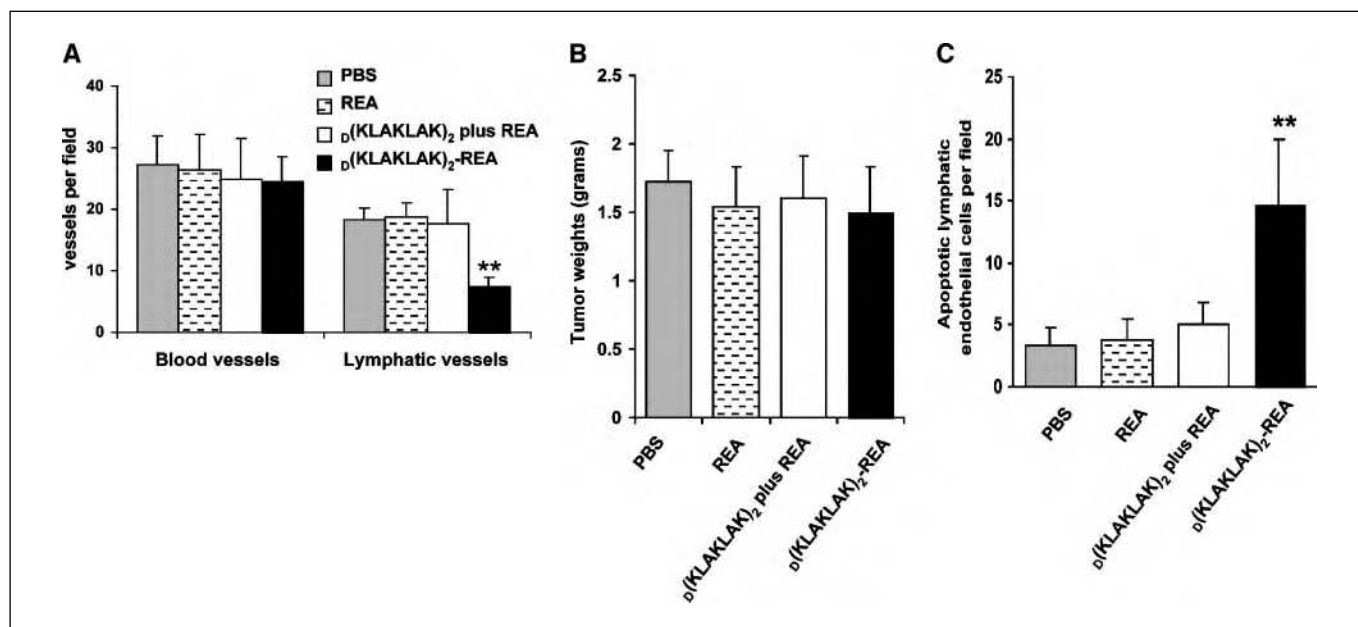 A
vessels per field
40
30
20
10
0
PBS
REA
D(KLAKLAK)2 plus REA
D(KLAKLAK)2-REA
**
Blood vessels
Lymphatic vessels
B
Tumor weights (grams)
2.5
2
1.5
1
0.5
0
PBS
REA
D(KLAKLAK)2 plus REA
D(KLAKLAK)2-REA
C
Apoptotic lymphatic
endothelial cells per field
25
20
15
10
5
0
**
PBS
REA
D(KLAKLAK)2 plus REA
D(KLAKLAK)2-REA